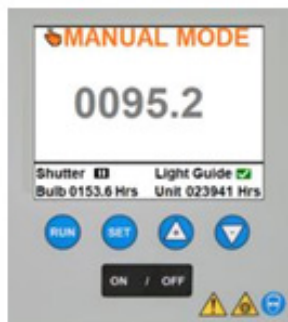 MANUAL MODE
0095.2
Shutter Light Guide
Bulb 0153.6 Hrs Unit 023941 Hrs
RUN SET + -
ON / OFF